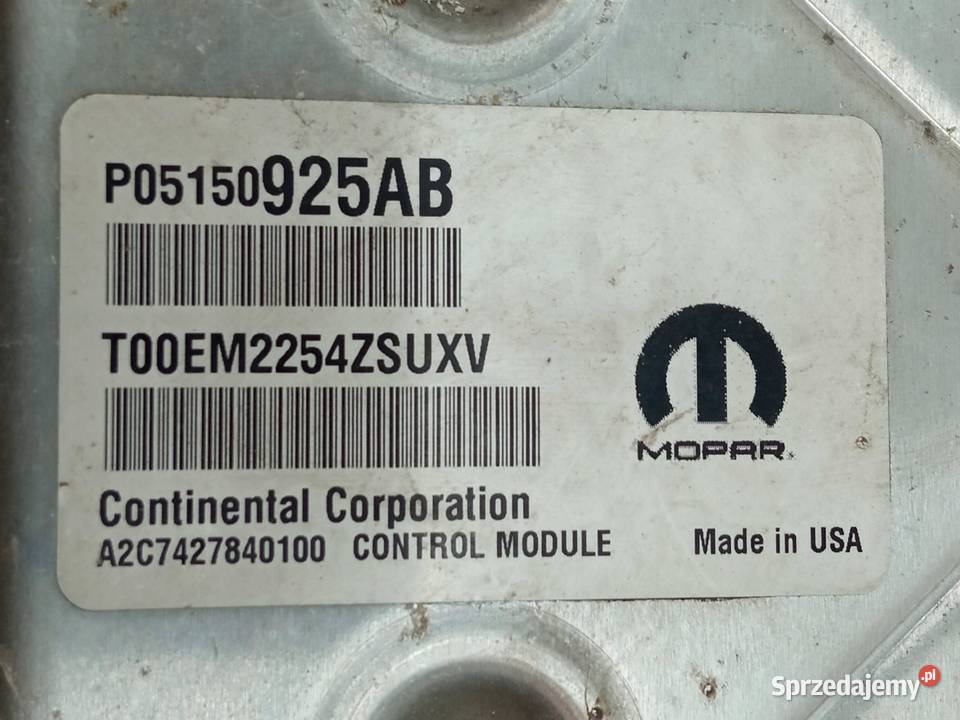 P05150925AB
T00EM2254ZSUXV
MOPAR
Continental Corporation
A2C7427840100 CONTROL MODULE Made in USA
Sprzedajemy.pl